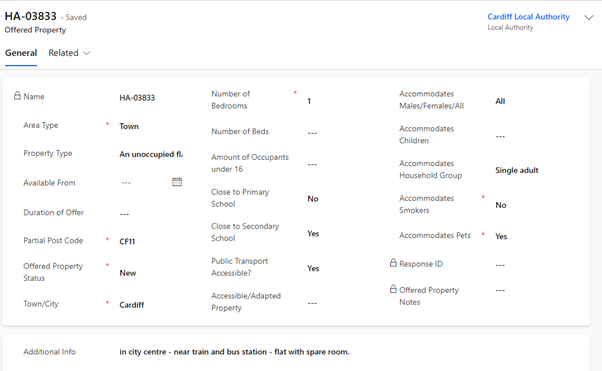 HA-03833 - Saved
Offered Property
Cardiff Local Authority
Local Authority
General Related
Name HA-03833
Area Type * Town
Property Type An unoccupied fl
Available From ---
Duration of Offer ---
Partial Post Code * CF11
Offered Property
Status * New
Town/City * Cardiff
Number of
Bedrooms * 1
Number of Beds ---
Amount of Occupants
under 16 ---
Close to Primary
School No
Close to Secondary
School Yes
Public Transport
Accessible? Yes
Accessible/Adapted
Property ---
Accommodates
Males/Females/All All
Accommodates
Children ---
Accommodates
Household Group Single adult
Accommodates
Smokers * No
Accommodates Pets * Yes
Response ID ---
Offered Property
Notes ---
Additional Info in city centre - near train and bus station - flat with spare room.